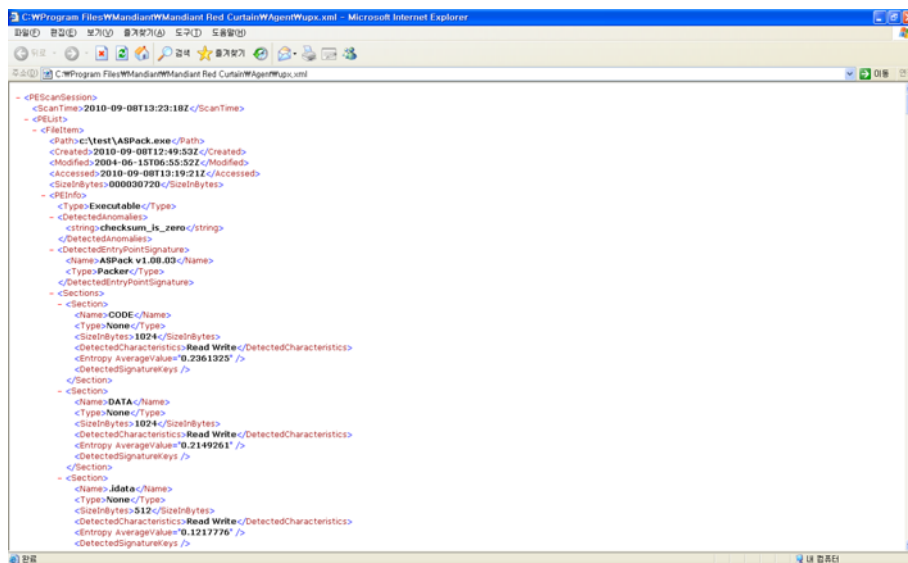 C:₩Program Files₩Mandiant₩Mandiant Red Curtain₩Agent₩upx.xml - Microsoft Internet Explorer
파일(F) 편집(E) 보기(V) 즐겨찾기(A) 도구(T) 도움말(H)
뒤로 검색 즐겨찾기
주소(D) C:₩Program Files₩Mandiant₩Mandiant Red Curtain₩Agent₩upx.xml 이동
- <PEScanSession>
<ScanTime>2010-09-08T13:23:18Z</ScanTime>
- <PEList>
- <FileItem>
<Path>c:\test\ASPack.exe</Path>
<Created>2010-09-08T12:49:53Z</Created>
<Modified>2004-06-15T06:55:52Z</Modified>
<Accessed>2010-09-08T13:19:21Z</Accessed>
<SizeInBytes>000030720</SizeInBytes>
- <PEInfo>
<Type>Executable</Type>
- <DetectedAnomalies>
<string>checksum_is_zero</string>
</DetectedAnomalies>
- <DetectedEntryPointSignature>
<Name>ASPack v1.08.03</Name>
<Type>Packer</Type>
</DetectedEntryPointSignature>
- <Sections>
- <Section>
<Name>CODE</Name>
<Type>None</Type>
<SizeInBytes>1024</SizeInBytes>
<DetectedCharacteristics>Read Write</DetectedCharacteristics>
<Entropy AverageValue="0.2361325" />
<DetectedSignatureKeys />
</Section>
- <Section>
<Name>DATA</Name>
<Type>None</Type>
<SizeInBytes>1024</SizeInBytes>
<DetectedCharacteristics>Read Write</DetectedCharacteristics>
<Entropy AverageValue="0.2149261" />
<DetectedSignatureKeys />
</Section>
- <Section>
<Name>.idata</Name>
<Type>None</Type>
<SizeInBytes>512</SizeInBytes>
<DetectedCharacteristics>Read Write</DetectedCharacteristics>
<Entropy AverageValue="0.1217776" />
<DetectedSignatureKeys />
완료 내 컴퓨터